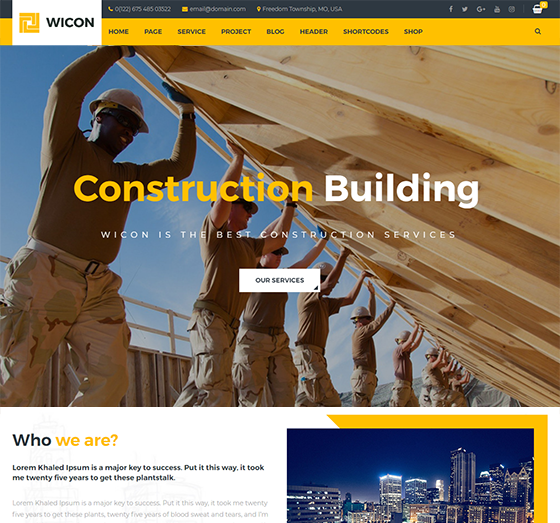 0(122) 675 485 03522 email@domain.com Freedom Township, MO, USA
0
WICON
HOME PAGE SERVICE PROJECT BLOG HEADER SHORTCODES SHOP
Construction Building
WICON IS THE BEST CONSTRUCTION SERVICES
OUR SERVICES
Who we are?
Lorem Khaled Ipsum is a major key to success. Put it this way, it took
me twenty five years to get these plantstalk.
Lorem Khaled Ipsum is a major key to success. Put it this way, it took
me twenty five years to get these plants, twenty five years of blood sweat and tears, and I'm